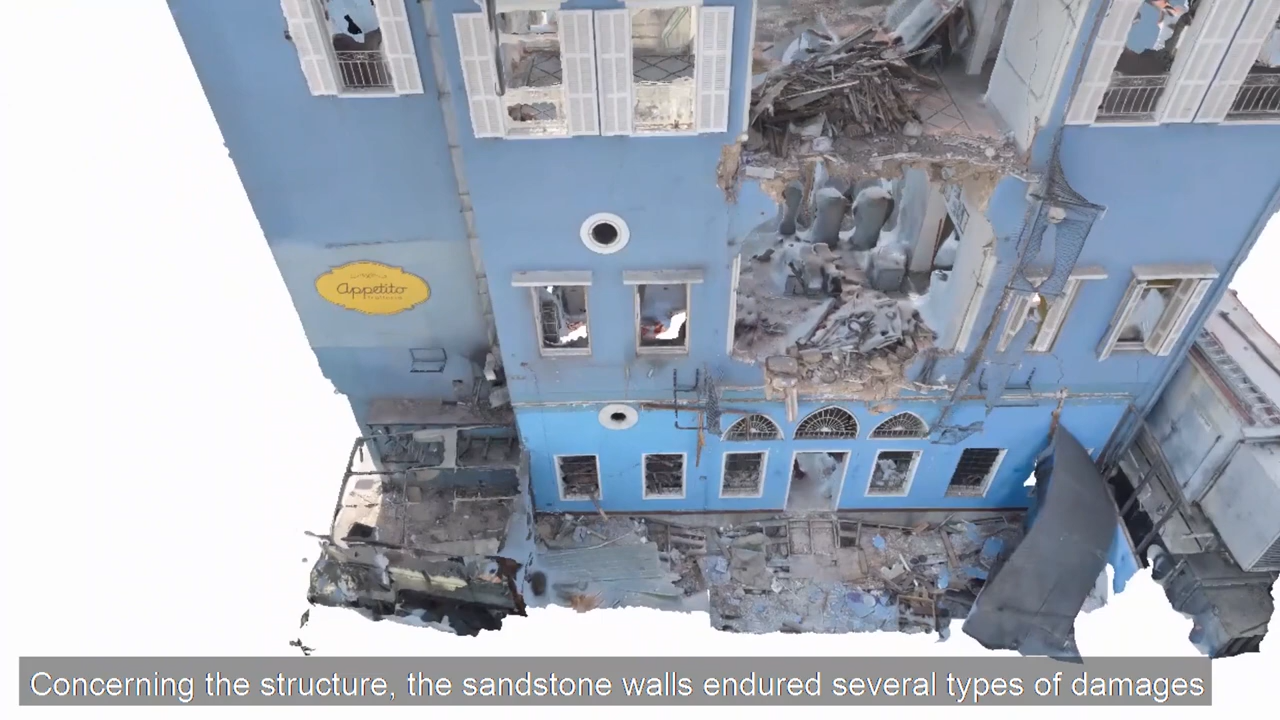 Appetito
Concerning the structure, the sandstone walls endured several types of damages